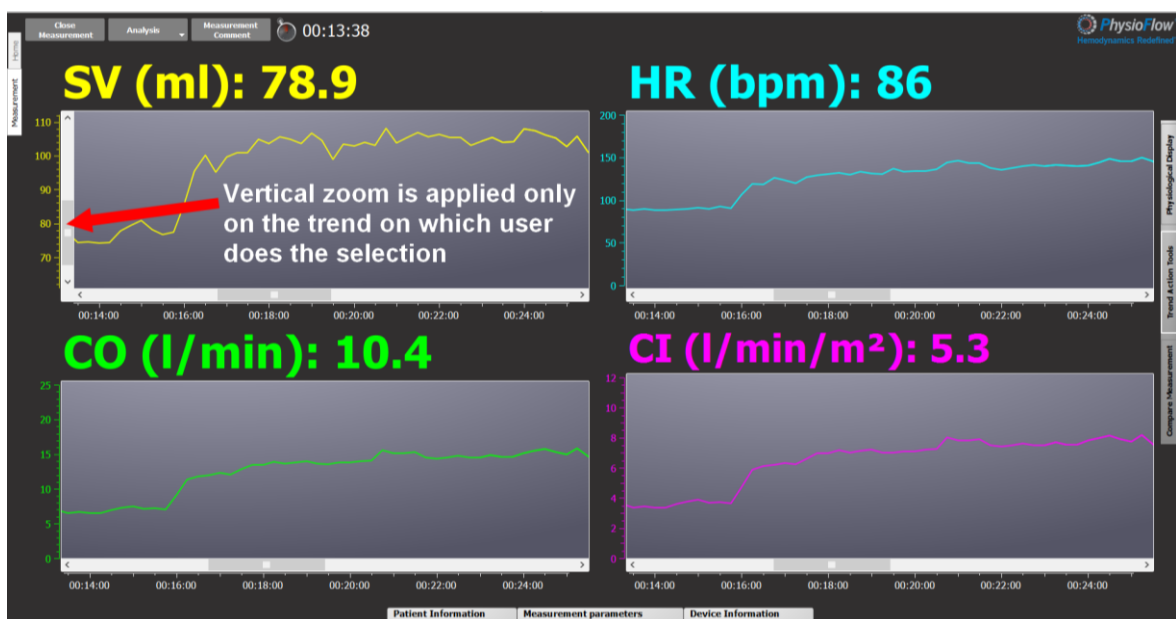 Close
Measurement
Analysis
Measurement
Comment
00:13:38
PhysioFlow
Hemodynamics Redefined
Home
Measurement
SV (ml): 78.9
110
100
90
80
70
Vertical zoom is applied only
on the trend on which user
does the selection
00:14:00 00:16:00 00:18:00 00:20:00 00:22:00 00:24:00
HR (bpm): 86
200
150
100
50
0
00:14:00 00:16:00 00:18:00 00:20:00 00:22:00 00:24:00
Physiological Display
Trend Action Tools
Compare Measurement
CO (l/min): 10.4
25
20
15
10
5
0
00:14:00 00:16:00 00:18:00 00:20:00 00:22:00 00:24:00
CI (l/min/m²): 5.3
12
10
8
6
4
2
0
00:14:00 00:16:00 00:18:00 00:20:00 00:22:00 00:24:00
Patient Information
Measurement parameters
Device Information